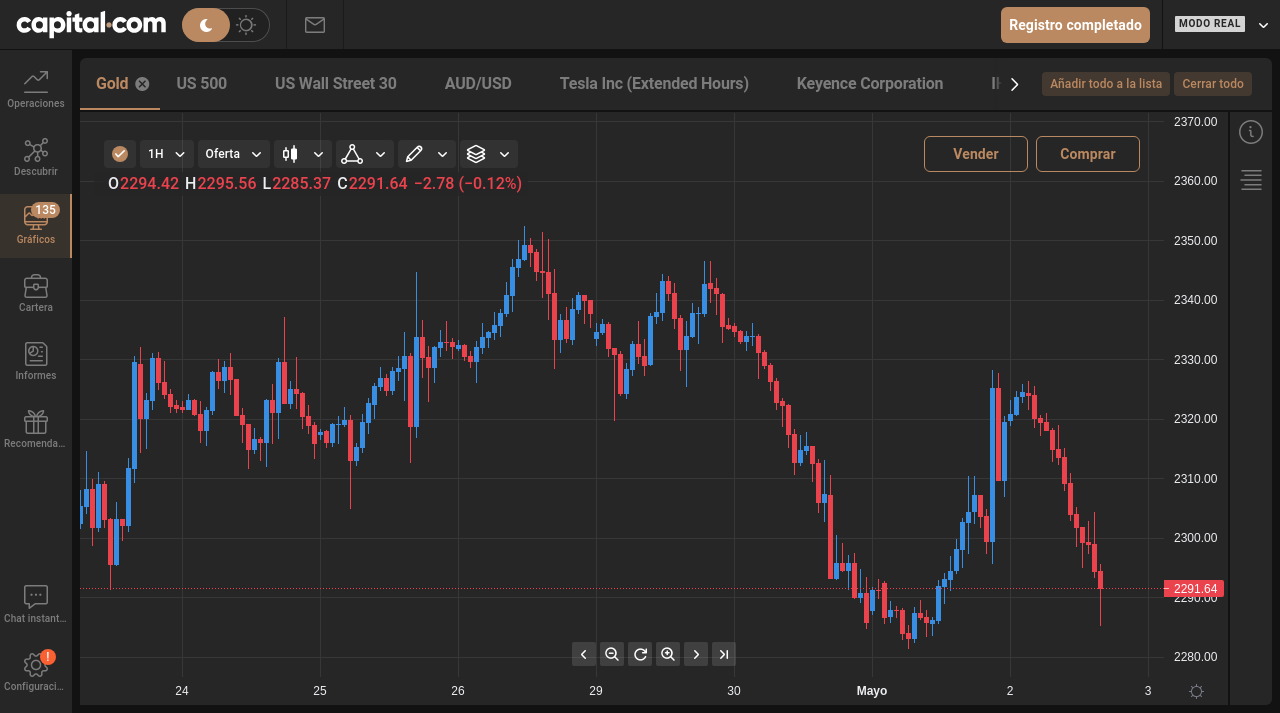 capital.com
Registro completado
MODO REAL
Gold
US 500
US Wall Street 30
AUD/USD
Tesla Inc (Extended Hours)
Keyence Corporation
Añadir todo a la lista
Cerrar todo
Operaciones
Descubrir
135
Gráficos
Cartera
Informes
Recomenda...
Chat instant...
!
Configuraci...
1H
Oferta
Vender
Comprar
O2294.42 H2295.56 L2285.37 C2291.64 −2.78 (−0.12%)
2370.00
2360.00
2350.00
2340.00
2330.00
2320.00
2310.00
2300.00
2291.64
2290.00
2280.00
24 25 26 29 30 Mayo 2 3